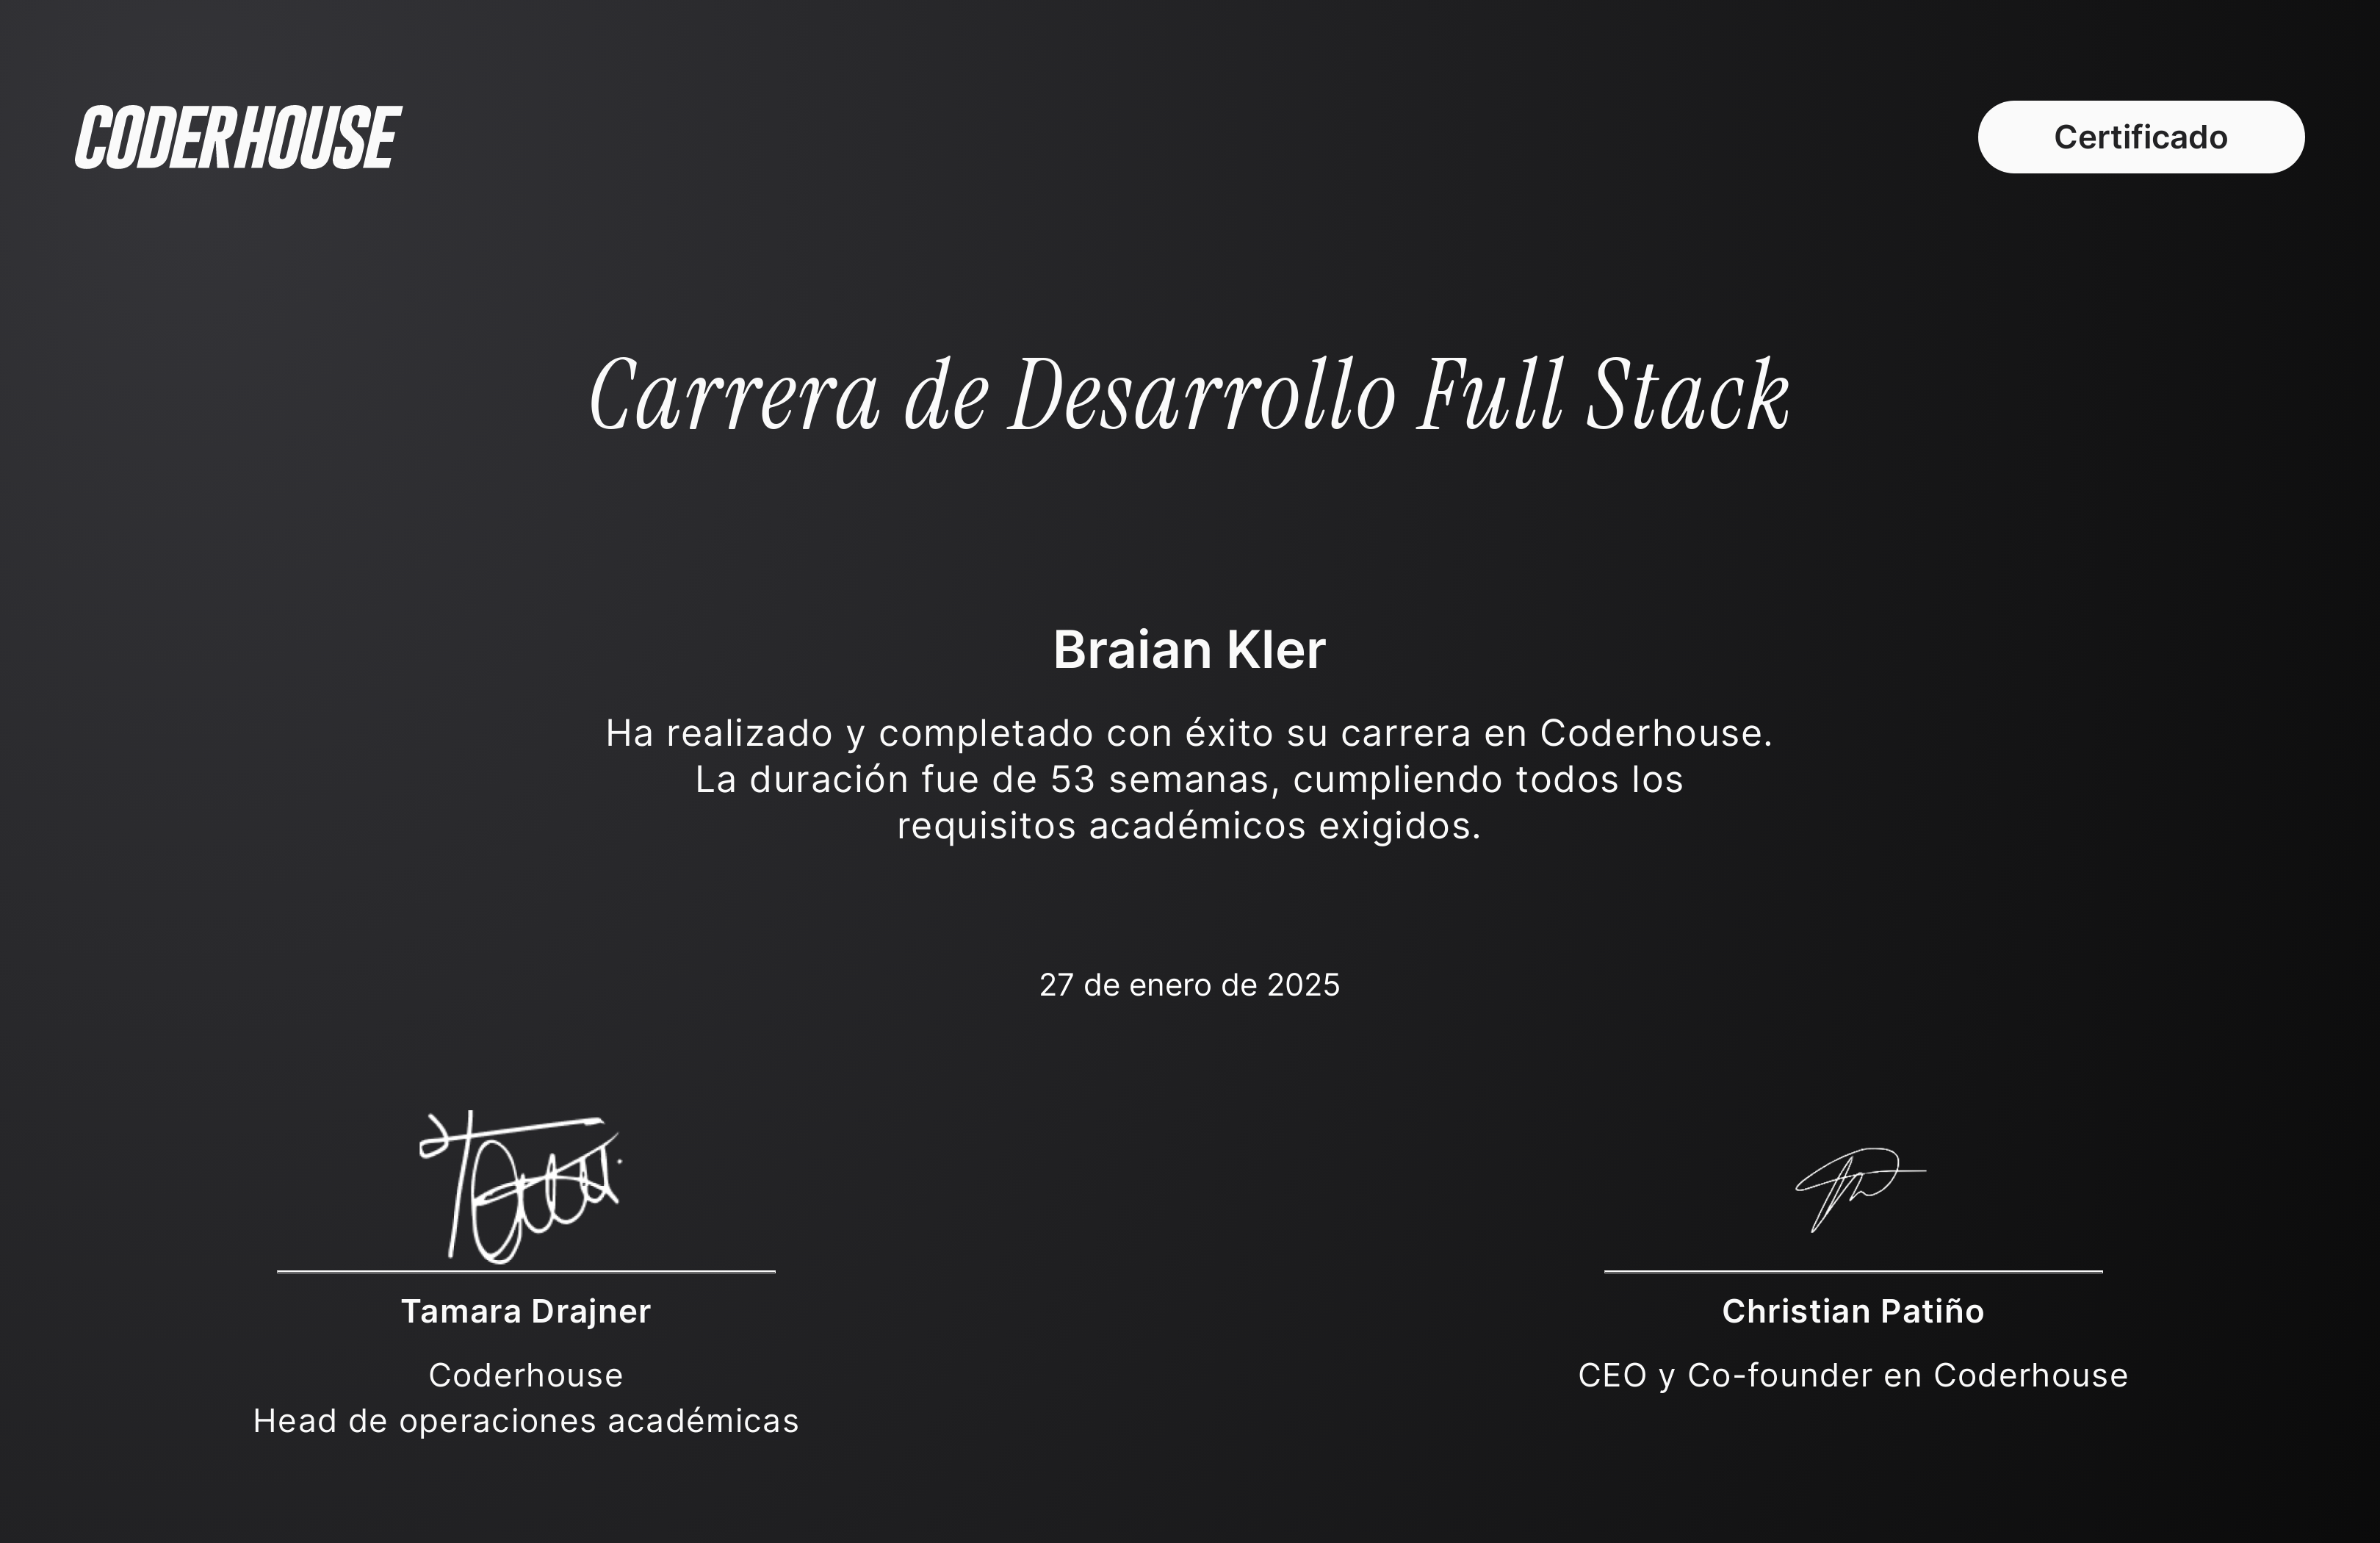 CODERHOUSE
Certificado
Carrera de Desarrollo Full Stack
Braian Kler
Ha realizado y completado con éxito su carrera en Coderhouse.
La duración fue de 53 semanas, cumpliendo todos los
requisitos académicos exigidos.
27 de enero de 2025
Tamara Drajner
Coderhouse
Head de operaciones académicas
Christian Patiño
CEO y Co-founder en Coderhouse